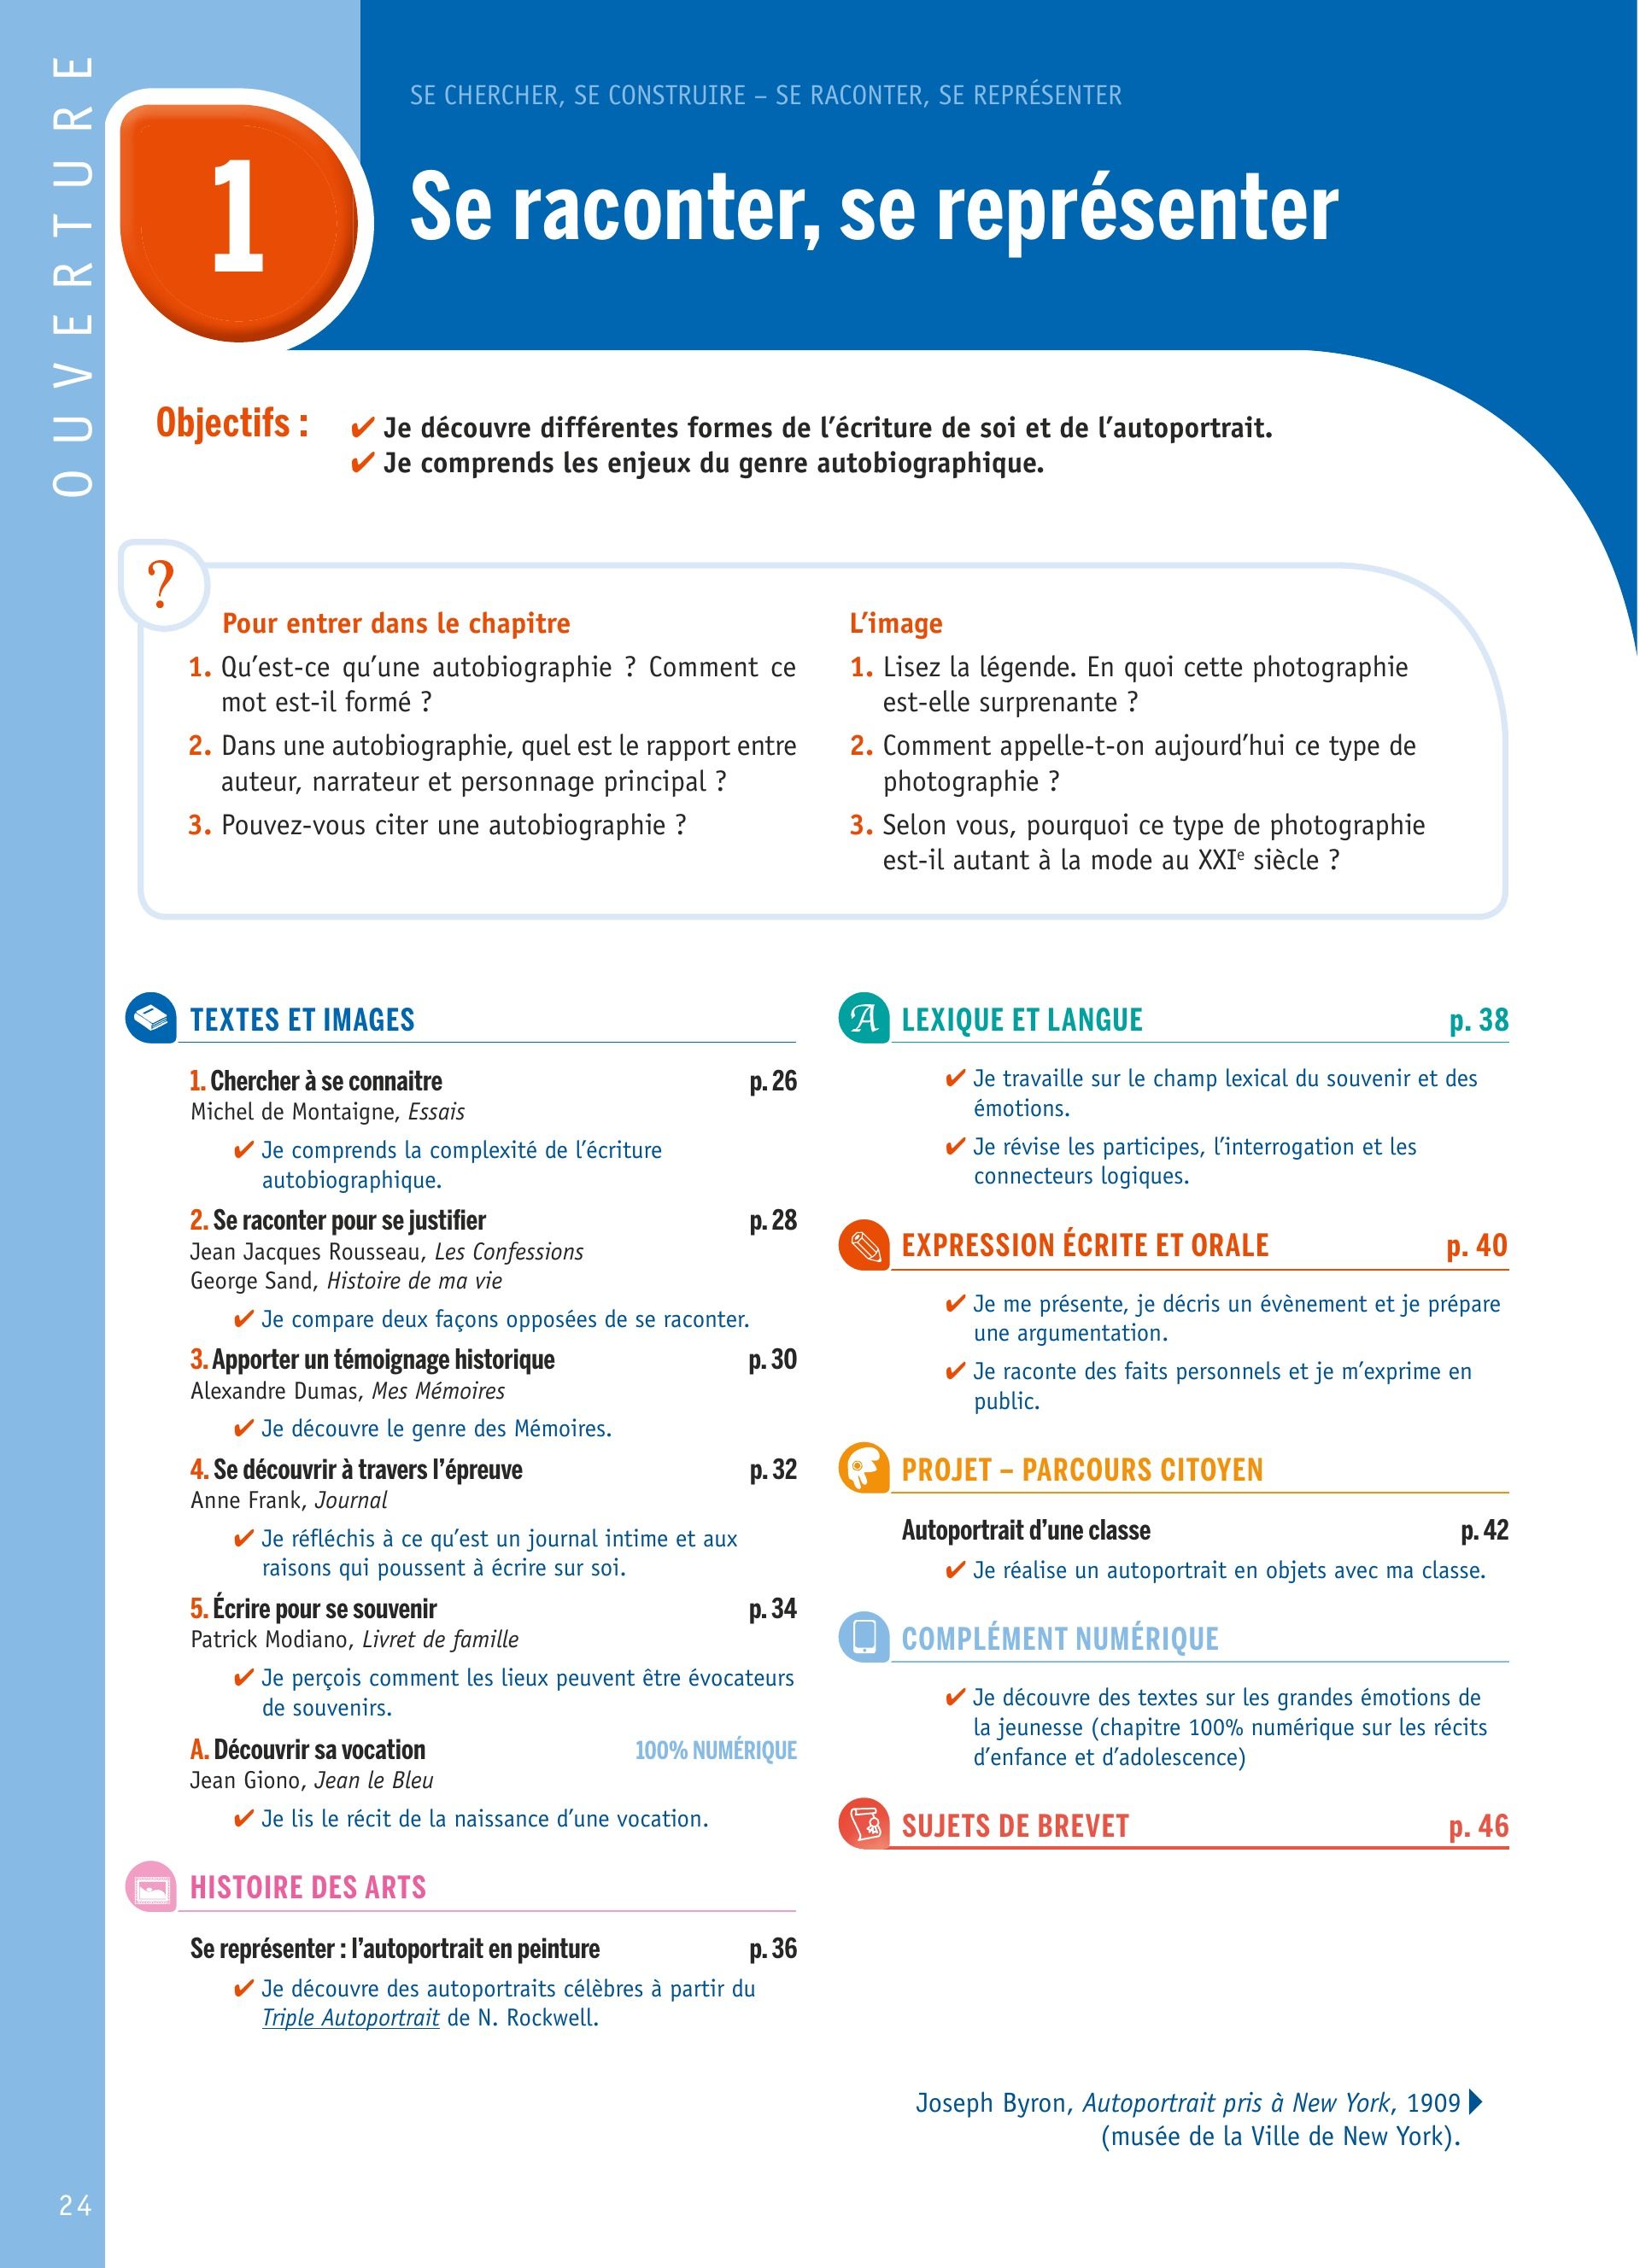 OUVERTURE
SE CHERCHER, SE CONSTRUIRE – SE RACONTER, SE REPRÉSENTER
1
Se raconter, se représenter
Objectifs :
✔ Je découvre différentes formes de l’écriture de soi et de l’autoportrait.
✔ Je comprends les enjeux du genre autobiographique.
?
Pour entrer dans le chapitre
1. Qu’est-ce qu’une autobiographie ? Comment ce
mot est-il formé ?
2. Dans une autobiographie, quel est le rapport entre
auteur, narrateur et personnage principal ?
3. Pouvez-vous citer une autobiographie ?
L’image
1. Lisez la légende. En quoi cette photographie
est-elle surprenante ?
2. Comment appelle-t-on aujourd’hui ce type de
photographie ?
3. Selon vous, pourquoi ce type de photographie
est-il autant à la mode au XXIe siècle ?
TEXTES ET IMAGES
1. Chercher à se connaitre p. 26
Michel de Montaigne, Essais
✔ Je comprends la complexité de l’écriture
autobiographique.
2. Se raconter pour se justifier p. 28
Jean Jacques Rousseau, Les Confessions
George Sand, Histoire de ma vie
✔ Je compare deux façons opposées de se raconter.
3. Apporter un témoignage historique p. 30
Alexandre Dumas, Mes Mémoires
✔ Je découvre le genre des Mémoires.
4. Se découvrir à travers l’épreuve p. 32
Anne Frank, Journal
✔ Je réfléchis à ce qu’est un journal intime et aux
raisons qui poussent à écrire sur soi.
5. Écrire pour se souvenir p. 34
Patrick Modiano, Livret de famille
✔ Je perçois comment les lieux peuvent être évocateurs
de souvenirs.
A. Découvrir sa vocation 100% NUMÉRIQUE
Jean Giono, Jean le Bleu
✔ Je lis le récit de la naissance d’une vocation.
HISTOIRE DES ARTS
Se représenter : l’autoportrait en peinture p. 36
✔ Je découvre des autoportraits célèbres à partir du
Triple Autoportrait de N. Rockwell.
A LEXIQUE ET LANGUE p. 38
✔ Je travaille sur le champ lexical du souvenir et des
émotions.
✔ Je révise les participes, l’interrogation et les
connecteurs logiques.
EXPRESSION ÉCRITE ET ORALE p. 40
✔ Je me présente, je décris un évènement et je prépare
une argumentation.
✔ Je raconte des faits personnels et je m’exprime en
public.
PROJET – PARCOURS CITOYEN
Autoportrait d’une classe p. 42
✔ Je réalise un autoportrait en objets avec ma classe.
COMPLÉMENT NUMÉRIQUE
✔ Je découvre des textes sur les grandes émotions de
la jeunesse (chapitre 100% numérique sur les récits
d’enfance et d’adolescence)
SUJETS DE BREVET p. 46
Joseph Byron, Autoportrait pris à New York, 1909
(musée de la Ville de New York).
24